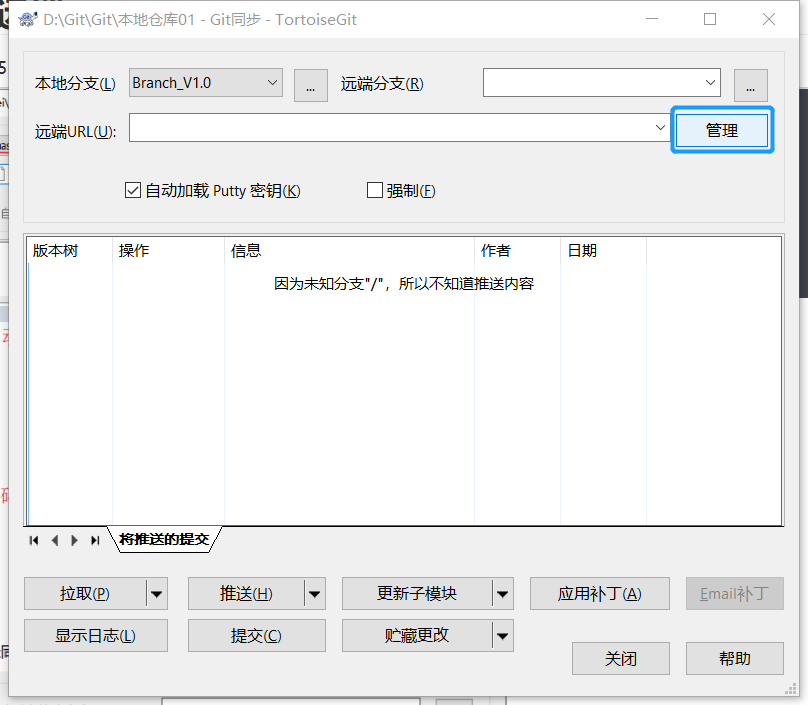 D:\Git\Git\本地仓库01 - Git同步 - TortoiseGit
本地分支(L) Branch_V1.0 ... 远端分支(R) ...
远端URL(U): 管理
自动加载 Putty 密钥(K) 强制(F)
版本树 操作 信息 作者 日期
因为未知分支"/"，所以不知道推送内容
将推送的提交
拉取(P) 推送(H) 更新子模块 应用补丁(A) Email补丁
显示日志(L) 提交(C) 贮藏更改
关闭 帮助